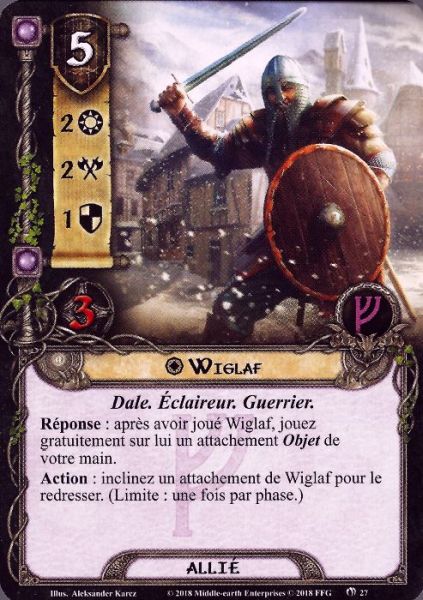 5
2
2
1
3
Wiglaf
Dale. Éclaireur. Guerrier.
Réponse : après avoir joué Wiglaf, jouez
gratuitement sur lui un attachement Objet de
votre main.
Action : inclinez un attachement de Wiglaf pour le
redresser. (Limite : une fois par phase.)
ALLIÉ
Illus. Aleksander Karcz © 2018 Middle-earth Enterprises © 2018 FFG 27